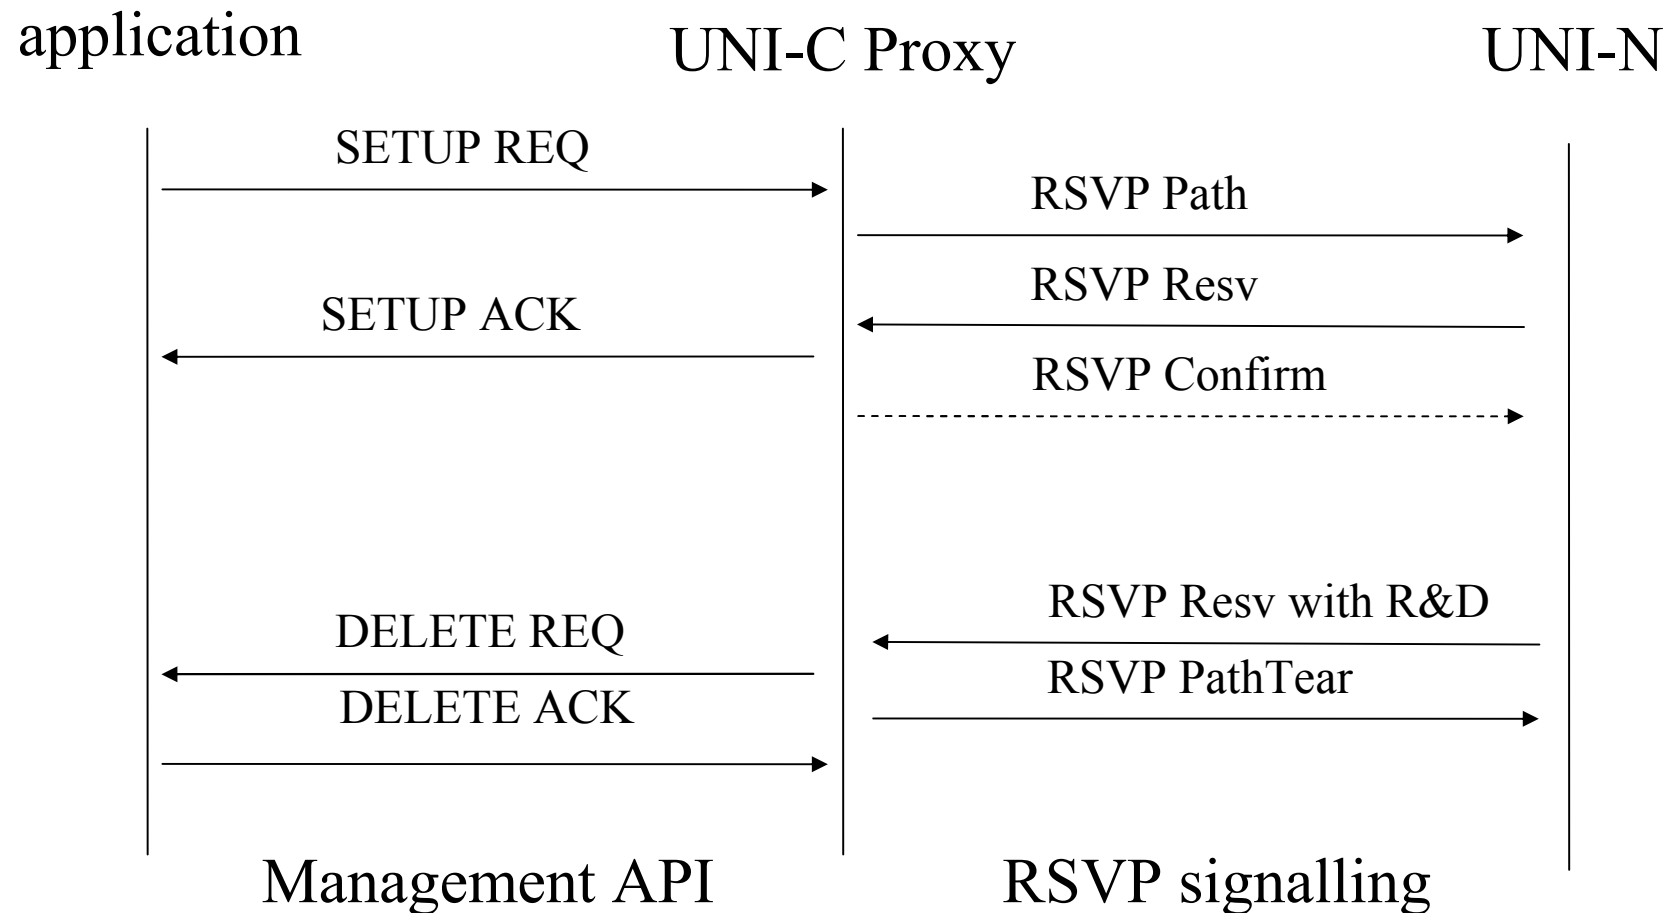 application
UNI-C Proxy
UNI-N
SETUP REQ
RSVP Path
RSVP Resv
SETUP ACK
RSVP Confirm
RSVP Resv with R&D
DELETE REQ
RSVP PathTear
DELETE ACK
Management API
RSVP signalling